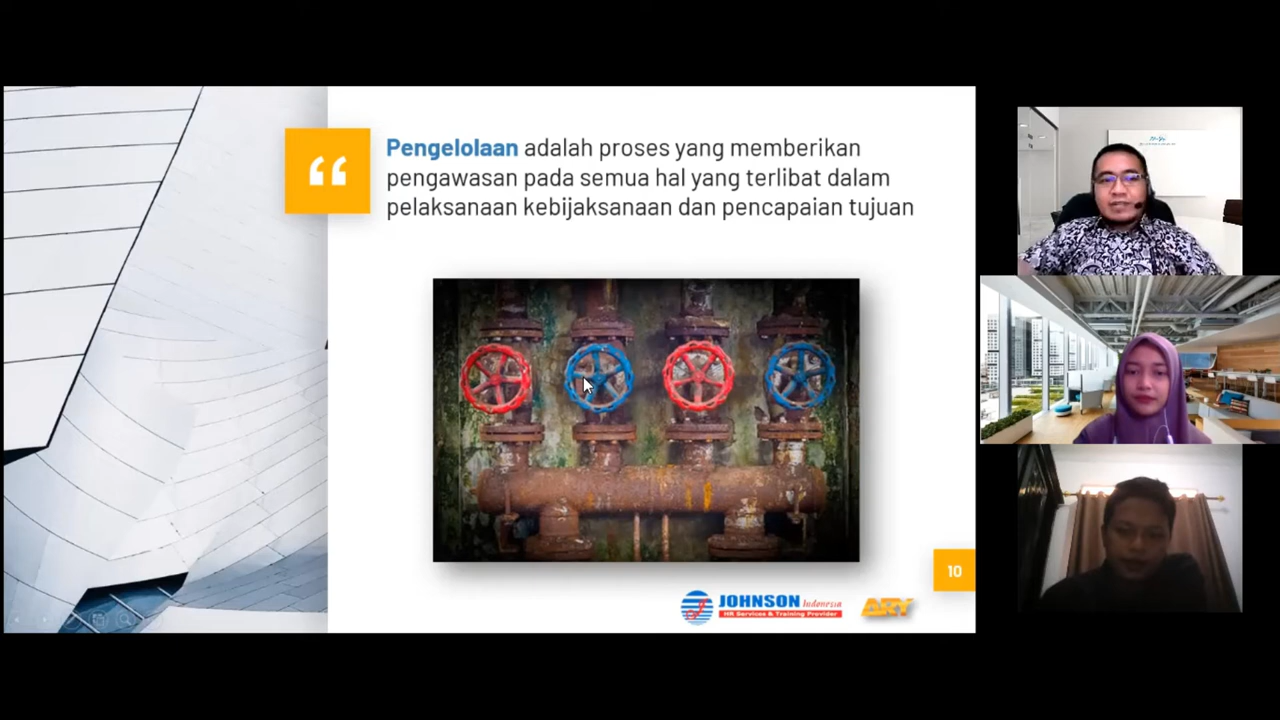 Pengelolaan adalah proses yang memberikan
pengawasan pada semua hal yang terlibat dalam
pelaksanaan kebijaksanaan dan pencapaian tujuan
10
JOHNSON Indonesia
HR Services & Training Provider
ARY